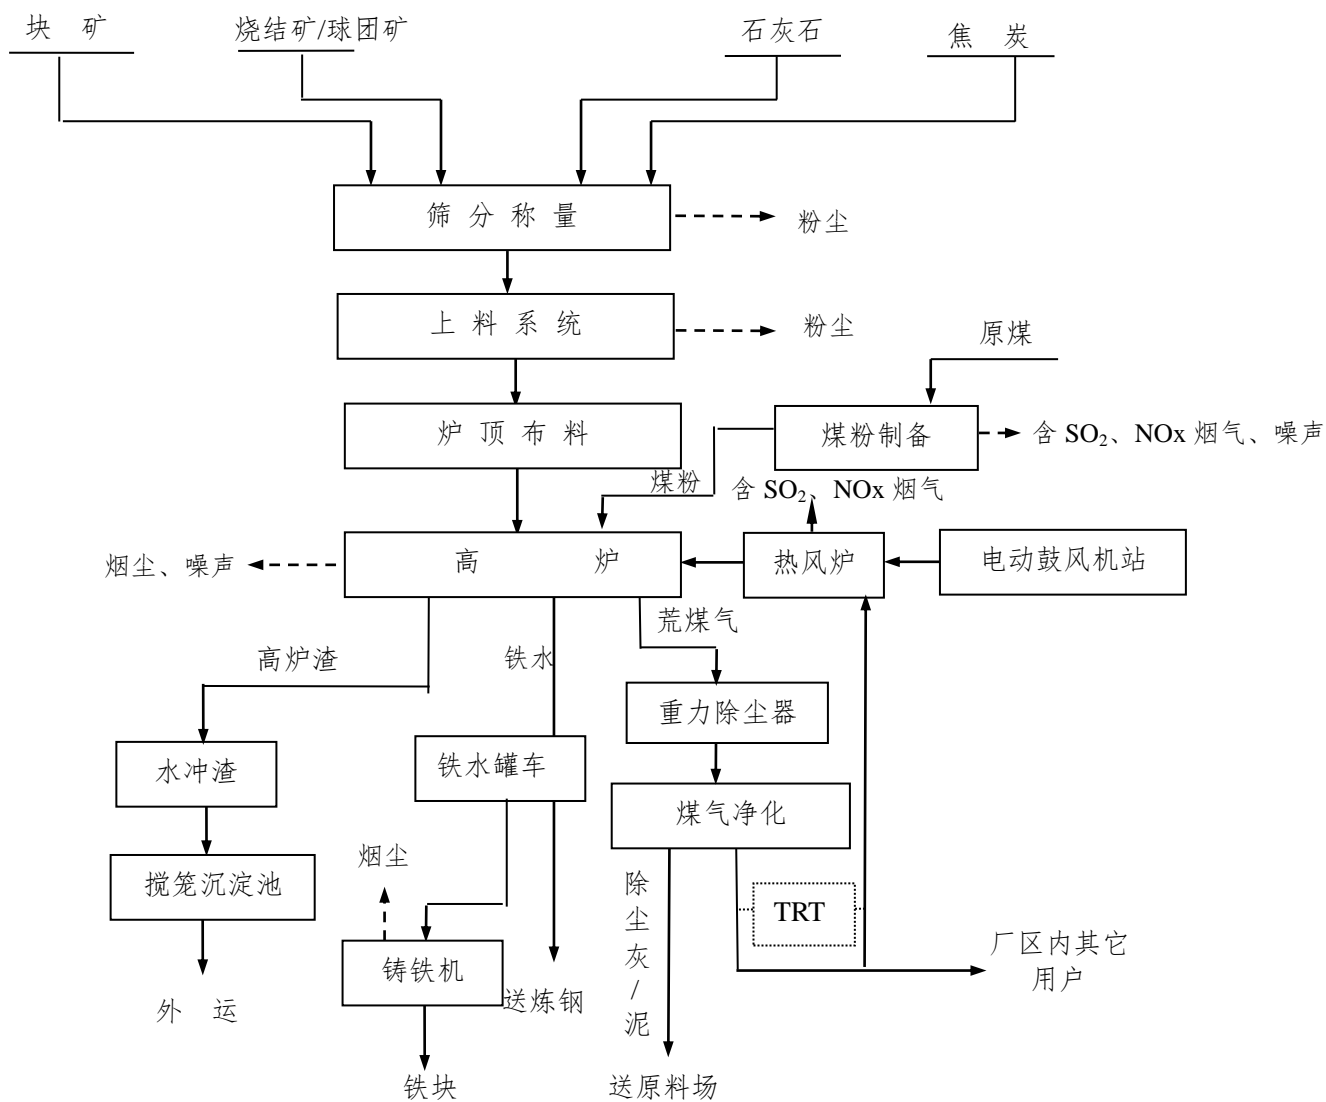 块 矿
烧结矿/球团矿
石灰石
焦 炭
筛 分 称 量
粉尘
上 料 系 统
粉尘
原煤
炉 顶 布 料
煤粉制备
含 SO₂、NOx 烟气、噪声
煤粉
含 SO₂、NOx 烟气
高 炉
烟尘、噪声
热风炉
电动鼓风机站
荒煤气
高炉渣
铁水
重力除尘器
水冲渣
铁水罐车
煤气净化
烟尘
搅笼沉淀池
除尘灰/泥
TRT
厂区内其它
用户
铸铁机
外 运
送炼钢
铁块
送原料场